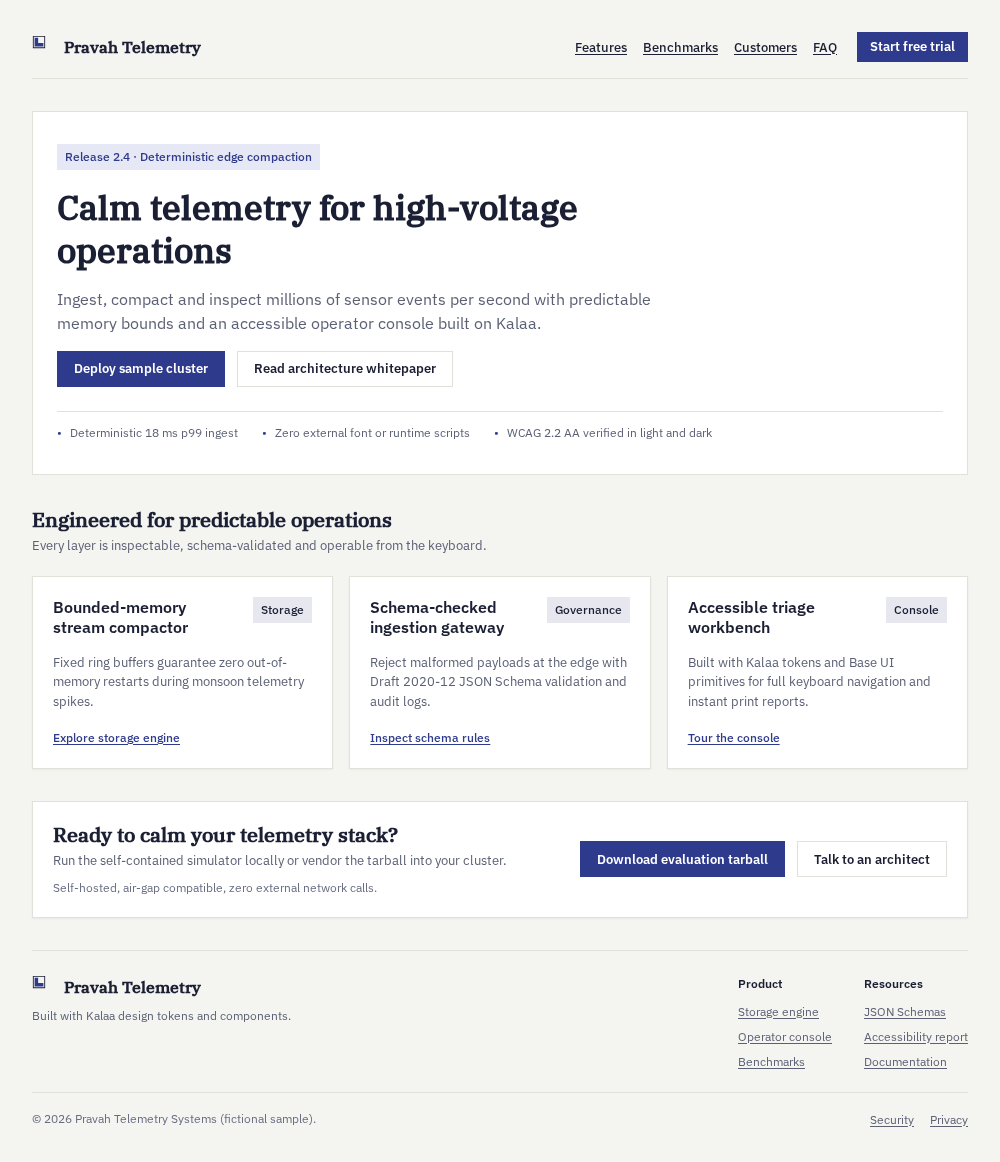 Pravah Telemetry
Features Benchmarks Customers FAQ Start free trial
Release 2.4 · Deterministic edge compaction
Calm telemetry for high-voltage
operations
Ingest, compact and inspect millions of sensor events per second with predictable
memory bounds and an accessible operator console built on Kalaa.
Deploy sample cluster Read architecture whitepaper
• Deterministic 18 ms p99 ingest • Zero external font or runtime scripts • WCAG 2.2 AA verified in light and dark
Engineered for predictable operations
Every layer is inspectable, schema-validated and operable from the keyboard.
Bounded-memory
stream compactor
Storage
Fixed ring buffers guarantee zero out-of-
memory restarts during monsoon telemetry
spikes.
Explore storage engine
Schema-checked
ingestion gateway
Governance
Reject malformed payloads at the edge with
Draft 2020-12 JSON Schema validation and
audit logs.
Inspect schema rules
Accessible triage
workbench
Console
Built with Kalaa tokens and Base UI
primitives for full keyboard navigation and
instant print reports.
Tour the console
Ready to calm your telemetry stack?
Run the self-contained simulator locally or vendor the tarball into your cluster.
Self-hosted, air-gap compatible, zero external network calls.
Download evaluation tarball Talk to an architect
Pravah Telemetry
Built with Kalaa design tokens and components.
Product
Storage engine
Operator console
Benchmarks
Resources
JSON Schemas
Accessibility report
Documentation
© 2026 Pravah Telemetry Systems (fictional sample).
Security Privacy